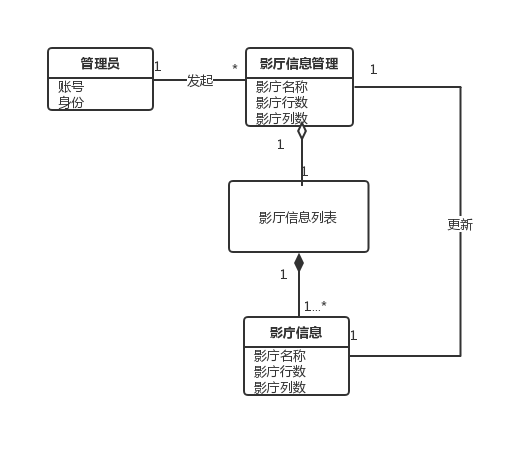 管理员
账号
身份
1
发起
*
影厅信息管理
影厅名称
影厅行数
影厅列数
1
1
1
影厅信息列表
更新
1
1...*
影厅信息
影厅名称
影厅行数
影厅列数
1